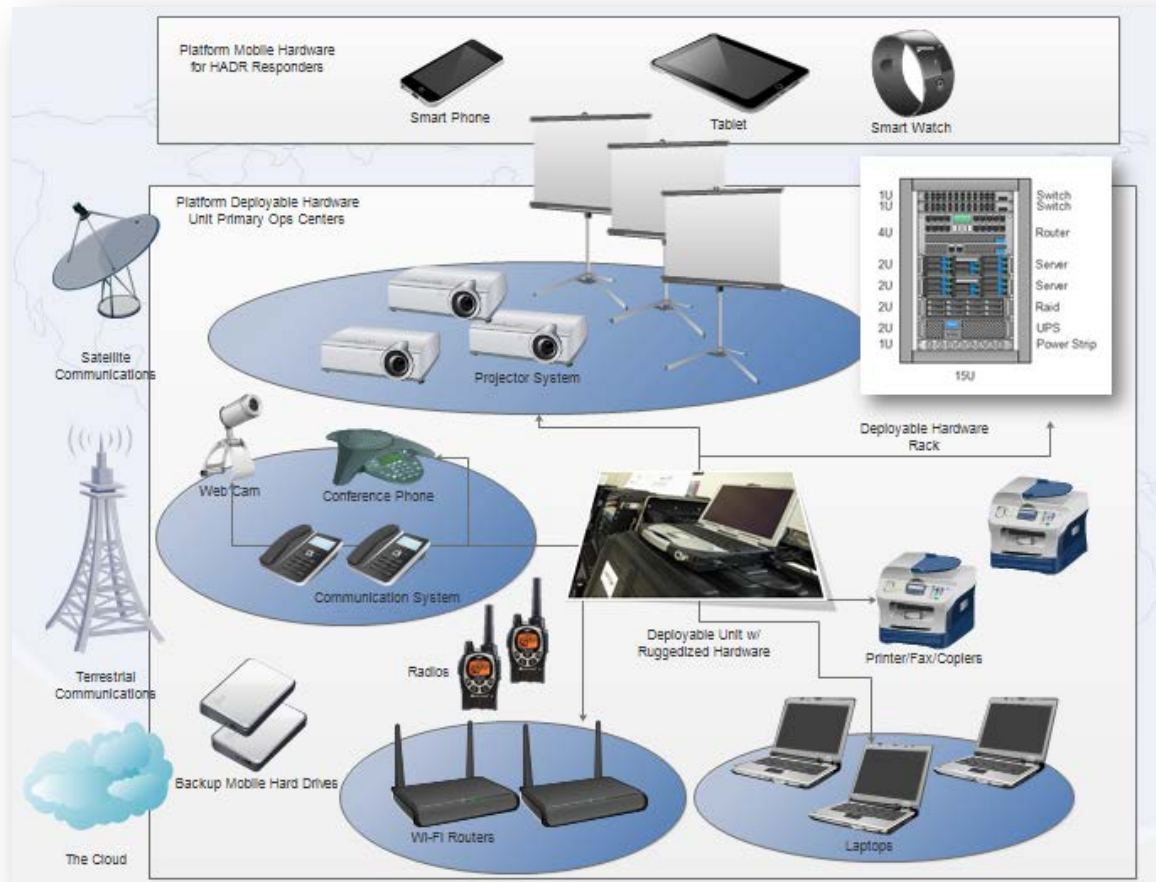 Platform Mobile Hardware
for HADR Responders
Smart Phone
Tablet
Smart Watch
Platform Deployable Hardware
Unit Primary Ops Centers
1U
Switch
1U
Switch
4U
Router
2U
Server
2U
Server
2U
Raid
2U
UPS
1U
Power Strip
15U
Satellite
Communications
Projector System
Deployable Hardware
Rack
Web Cam
Conference Phone
Communication System
Terrestrial
Communications
Radios
Deployable Unit w/
Ruggedized Hardware
Printer/Fax/Copiers
Backup Mobile Hard Drives
Wi-Fi Routers
Laptops
The Cloud